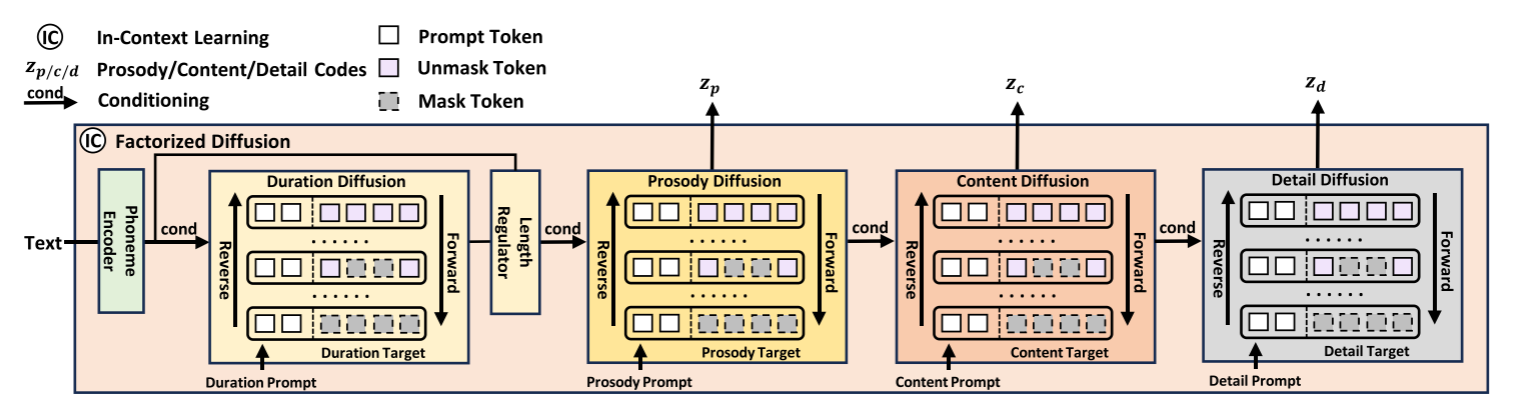 IC In-Context Learning
z_{p/c/d} Prosody/Content/Detail Codes
cond Conditioning
Prompt Token
Unmask Token
Mask Token
z_p
z_c
z_d
IC Factorized Diffusion
Text
Phoneme
Encoder
cond
Duration Diffusion
Reverse
......
......
Forward
Duration Target
Duration Prompt
Length
Regulator
cond
Prosody Diffusion
Reverse
......
......
Forward
Prosody Target
Prosody Prompt
cond
Content Diffusion
Reverse
......
......
Forward
Content Target
Content Prompt
cond
Detail Diffusion
Reverse
......
......
Forward
Detail Target
Detail Prompt